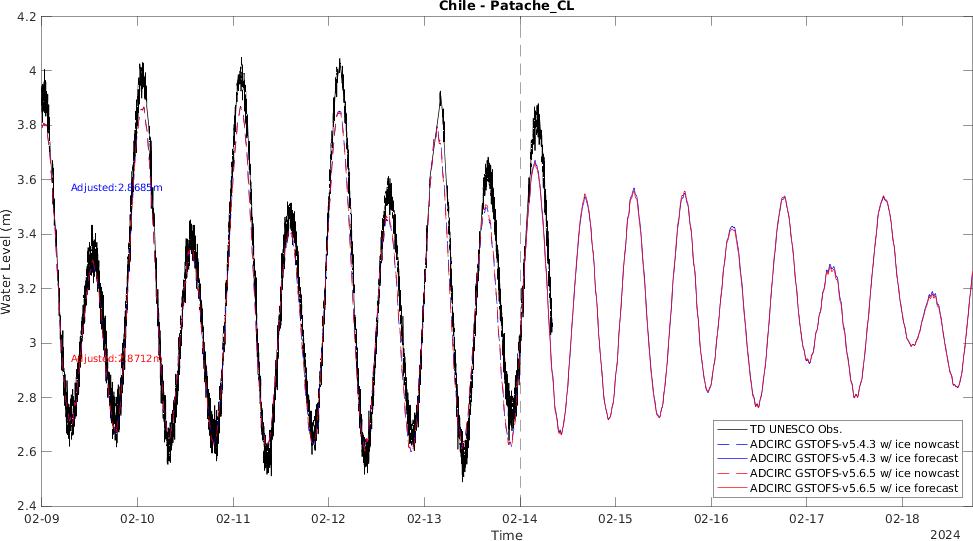 Chile - Patache_CL
4.2
4
3.8
3.6
3.4
3.2
3
2.8
2.6
2.4
Water Level (m)
Adjusted:2.8685m
Adjusted:2.8712m
TD UNESCO Obs.
ADCIRC GSTOFS-v5.4.3 w/ ice nowcast
ADCIRC GSTOFS-v5.4.3 w/ ice forecast
ADCIRC GSTOFS-v5.6.5 w/ ice nowcast
ADCIRC GSTOFS-v5.6.5 w/ ice forecast
02-09 02-10 02-11 02-12 02-13 02-14 02-15 02-16 02-17 02-18
Time
2024